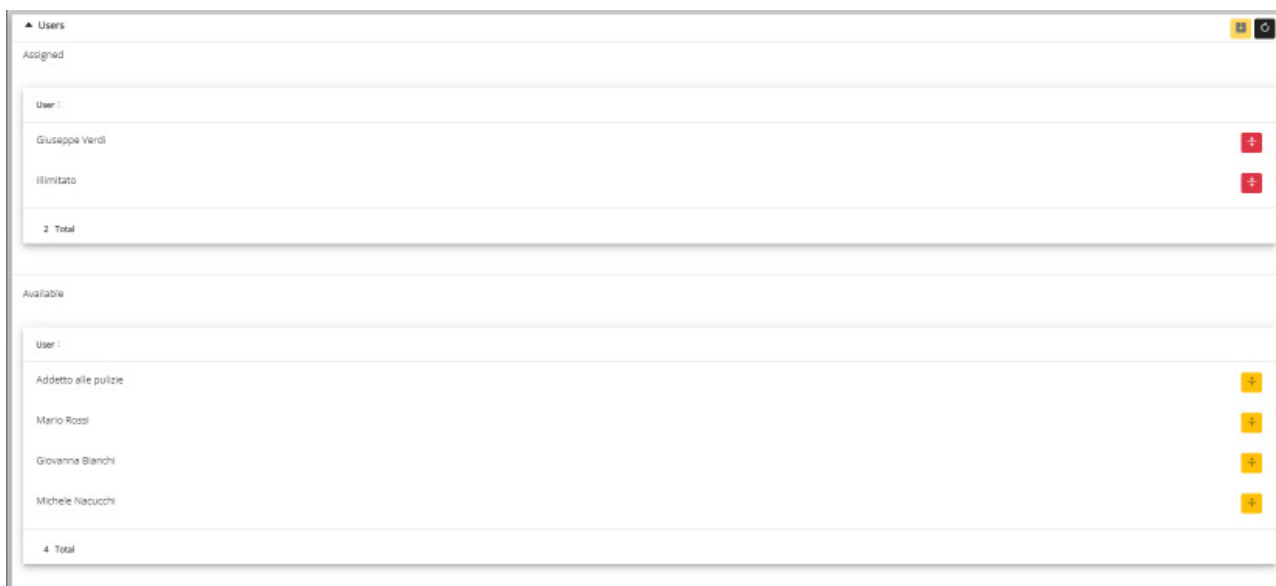 Users
Assigned
User
Giuseppe Verdi
Illimitato
2 Total
Available
User
Addetto alle pulizie
Mario Rossi
Giovanna Bianchi
Michele Nacucchi
4 Total